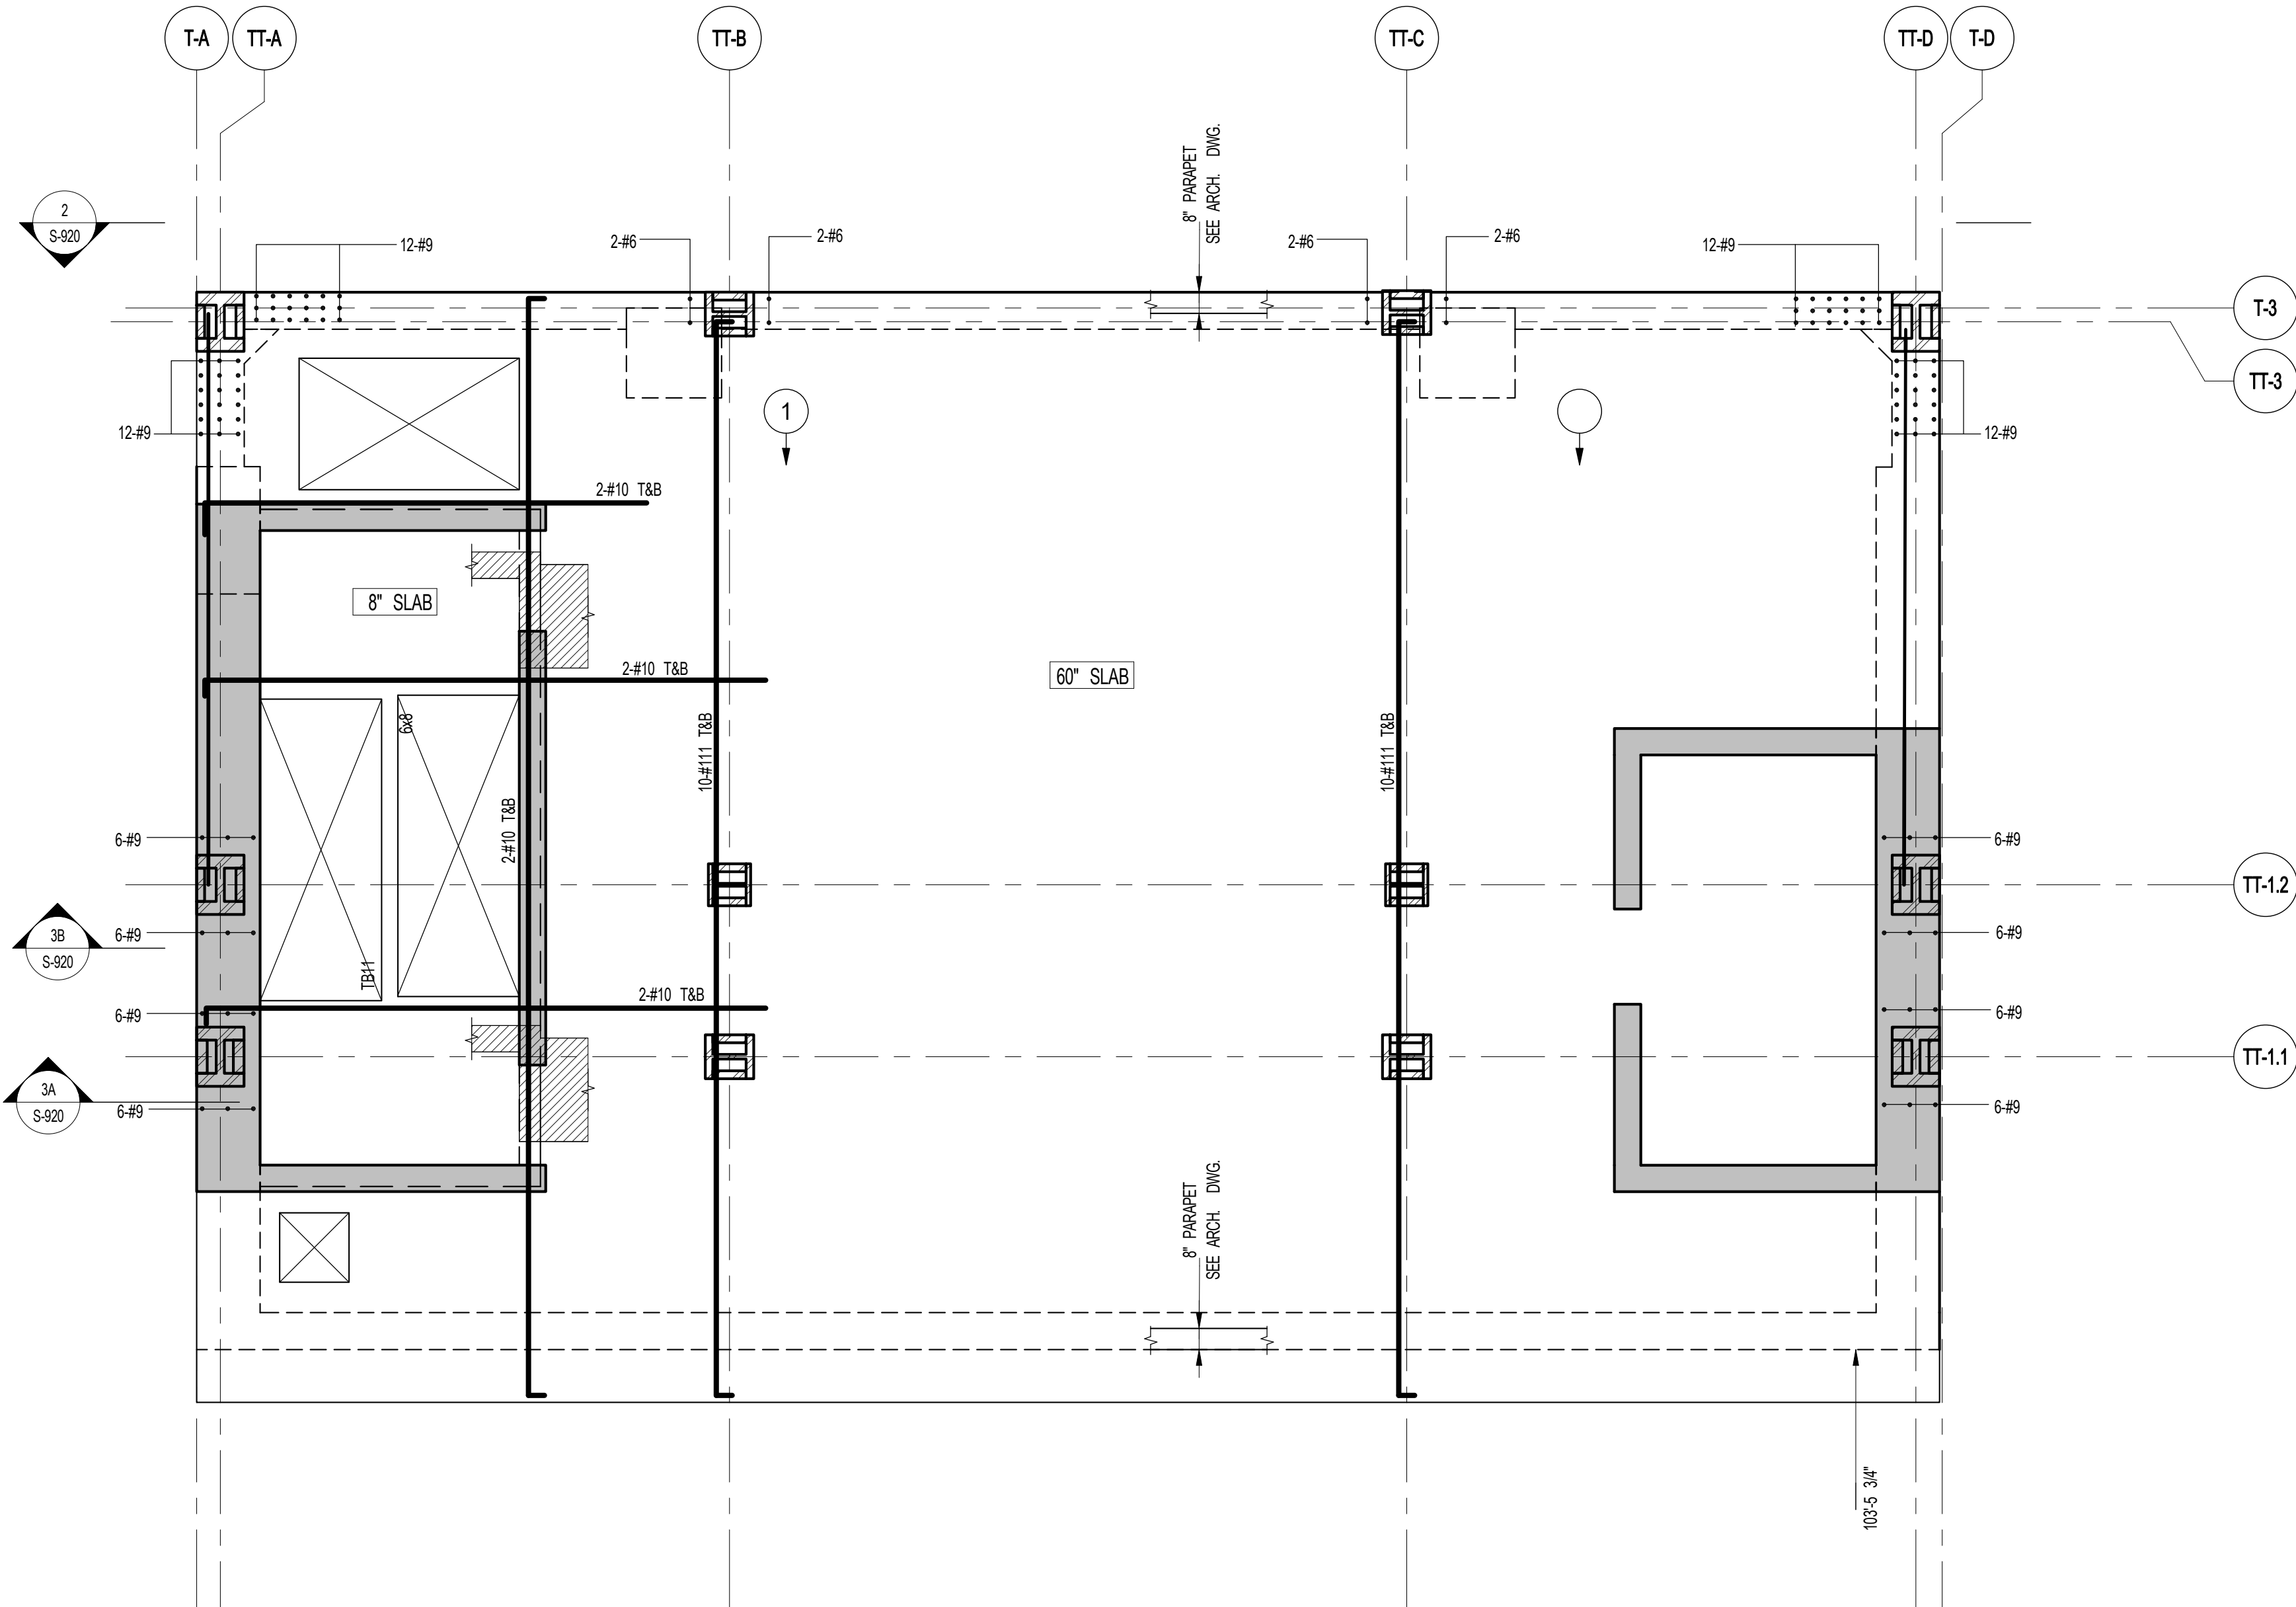 T-A
TT-A
TT-B
TT-C
TT-D
T-D
8" PARAPET
SEE ARCH. DWG.
2
S-920
12-#9
2-#6
2-#6
2-#6
2-#6
12-#9
T-3
TT-3
1
12-#9
12-#9
2-#10 T&B
8" SLAB
2-#10 T&B
60" SLAB
6x8
10-#111 T&B
10-#111 T&B
2-#10 T&B
6-#9
6-#9
TT-1.2
3B
S-920
6-#9
6-#9
TB11
2-#10 T&B
6-#9
6-#9
TT-1.1
3A
S-920
6-#9
6-#9
8" PARAPET
SEE ARCH. DWG.
103'-5 3/4"